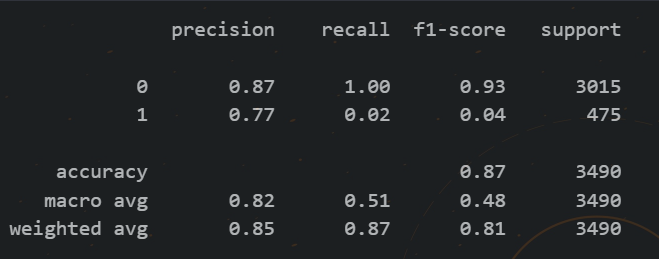 precision recall f1-score support
0 0.87 1.00 0.93 3015
1 0.77 0.02 0.04 475
accuracy 0.87 3490
macro avg 0.82 0.51 0.48 3490
weighted avg 0.85 0.87 0.81 3490